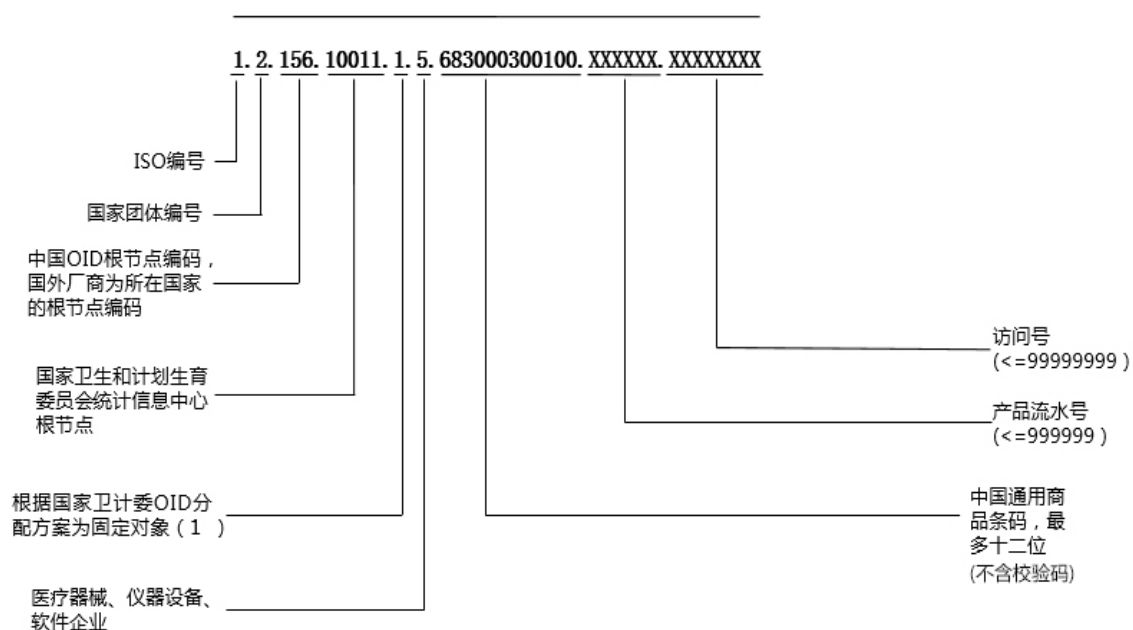 1.2.156.10011.1.5.683000300100.XXXXXX.XXXXXXXX
ISO编号
国家团体编号
中国OID根节点编码，
国外厂商为所在国家
的根节点编码
国家卫生和计划生育
委员会统计信息中心
根节点
根据国家卫计委OID分
配方案为固定对象（1 ）
医疗器械、仪器设备、
软件企业
访问号
(<=99999999）
产品流水号
(<=999999）
中国通用商
品条码，最
多十二位
(不含校验码)